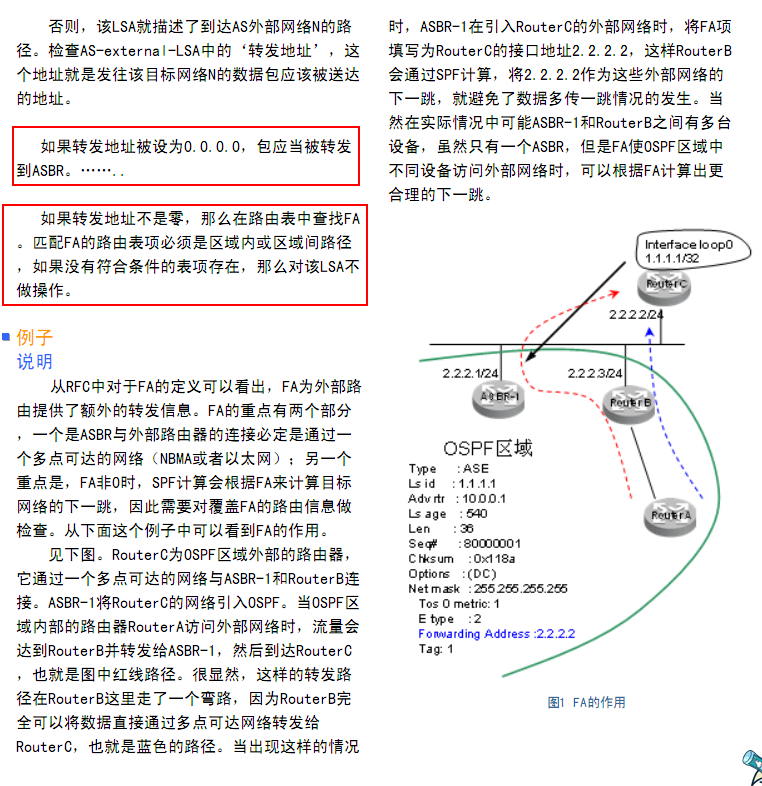 否则，该LSA就描述了到达AS外部网络N的路
径。检查AS-external-LSA中的‘转发地址’，这
个地址就是发往该目标网络N的数据包应该被送达
的地址。
如果转发地址被设为0.0.0.0，包应当被转发
到ASBR。……..
如果转发地址不是零，那么在路由表中查找FA
。匹配FA的路由表项必须是区域内或区域间路径
，如果没有符合条件的表项存在，那么对该LSA不
做操作。
例子
说明
从RFC中对于FA的定义可以看出，FA为外部路
由提供了额外的转发信息。FA的重点有两个部分
，一个是ASBR与外部路由器的连接必定是通过一
个多点可达的网络（NBMA或者以太网）；另一个
重点是，FA非0时，SPF计算会根据FA来计算目标
网络的下一跳，因此需要对覆盖FA的路由信息做
检查。从下面这个例子中可以看到FA的作用。
见下图。RouterC为OSPF区域外部的路由器，
它通过一个多点可达的网络与ASBR-1和RouterB连
接。ASBR-1将RouterC的网络引入OSPF。当OSPF区
域内部的路由器RouterA访问外部网络时，流量会
达到RouterB并转发给ASBR-1，然后到达RouterC
，也就是图中红线路径。很显然，这样的转发路
径在RouterB这里走了一个弯路，因为RouterB完
全可以将数据直接通过多点可达网络转发给
RouterC，也就是蓝色的路径。当出现这样的情况
时，ASBR-1在引入RouterC的外部网络时，将FA项
填写为RouterC的接口地址2.2.2.2，这样RouterB
会通过SPF计算，将2.2.2.2作为这些外部网络的
下一跳，就避免了数据多传一跳情况的发生。当
然在实际情况中可能ASBR-1和RouterB之间有多台
设备，虽然只有一个ASBR，但是FA使OSPF区域中
不同设备访问外部网络时，可以根据FA计算出更
合理的下一跳。
Interface loop0
1.1.1.1/32
RouterC
2.2.2.2/24
2.2.2.1/24
2.2.2.3/24
ASBR-1
RouterB
RouterA
OSPF区域
Type : ASE
Ls id : 1.1.1.1
Adv rtr : 10.0.0.1
Ls age : 540
Len : 36
Seq# : 80000001
Chksum : 0x118a
Options : (DC)
Net mask : 255.255.255.255
Tos 0 metric: 1
E type : 2
Forwarding Address :2.2.2.2
Tag: 1
图1 FA的作用